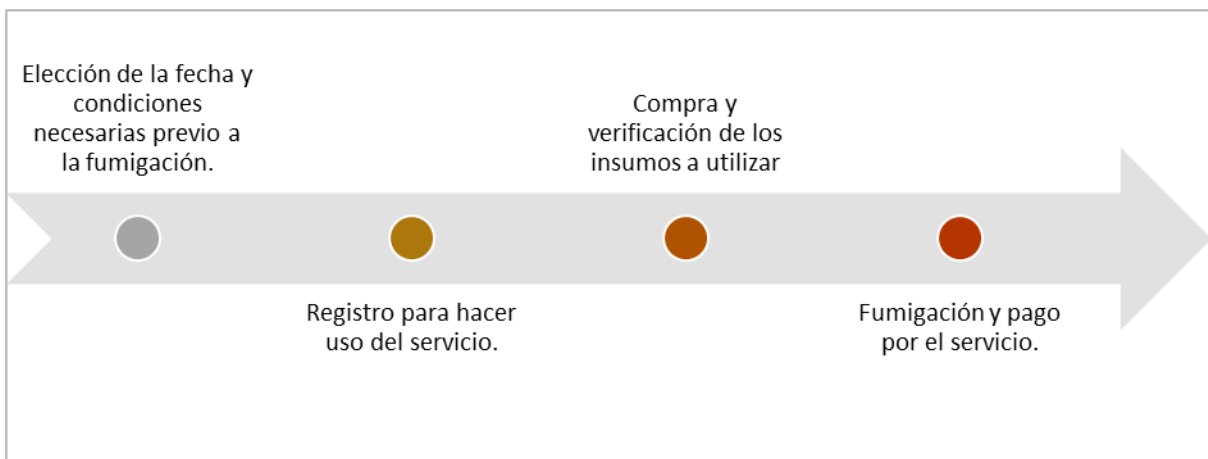 Elección de la fecha y
condiciones
necesarias previo a
la fumigación.
Registro para hacer
uso del servicio.
Compra y
verificación de los
insumos a utilizar
Fumigación y pago
por el servicio.